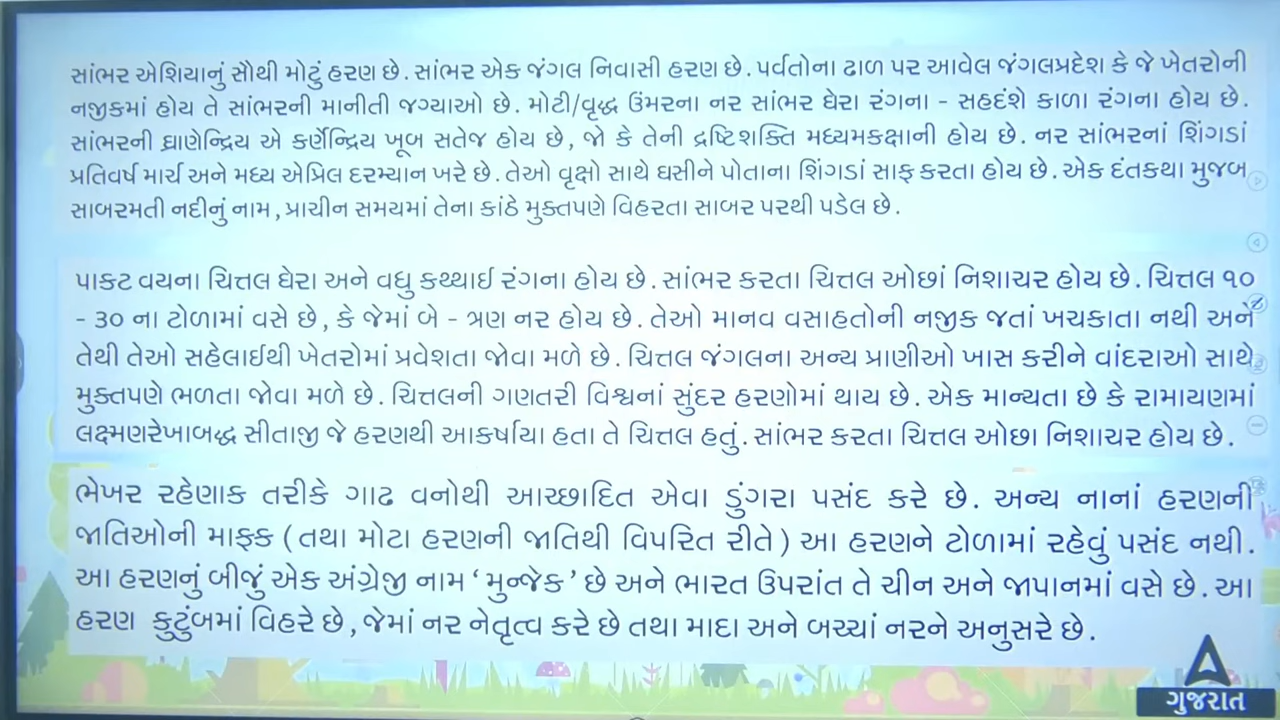 સાંભર એશિયાનું સૌથી મોટું હરણ છે. સાંભર એક જંગલ નિવાસી હરણ છે. પર્વતોના ઢાળ પર આવેલ જંગલપ્રદેશ કે જે ખેતરોની
નજીકમાં હોય તે સાંભરની માનીતી જગ્યાઓ છે. મોટી/વૃદ્ધ ઉંમરના નર સાંભર ઘેરા રંગના - સહદંશે કાળા રંગના હોય છે.
સાંભરની ઘ્રાણેન્દ્રિય એ કર્ણેન્દ્રિય ખૂબ સતેજ હોય છે, જો કે તેની દ્રષ્ટિશક્તિ મધ્યમકક્ષાની હોય છે. નર સાંભરનાં શિંગડાં
પ્રતિવર્ષ માર્ચ અને મધ્ય એપ્રિલ દરમ્યાન ખરે છે. તેઓ વૃક્ષો સાથે ઘસીને પોતાના શિંગડાં સાફ કરતા હોય છે. એક દંતકથા મુજબ
સાબરમતી નદીનું નામ, પ્રાચીન સમયમાં તેના કાંઠે મુક્તપણે વિહરતા સાબર પરથી પડેલ છે.
પાકટ વયના ચિત્તલ ઘેરા અને વધુ કથ્થાઈ રંગના હોય છે. સાંભર કરતા ચિત્તલ ઓછાં નિશાચર હોય છે. ચિત્તલ ૧૦
- ૩૦ ના ટોળામાં વસે છે, કે જેમાં બે - ત્રણ નર હોય છે. તેઓ માનવ વસાહતોની નજીક જતાં ખચકાતા નથી અને
તેથી તેઓ સહેલાઈથી ખેતરોમાં પ્રવેશતા જોવા મળે છે. ચિત્તલ જંગલના અન્ય પ્રાણીઓ ખાસ કરીને વાંદરાઓ સાથે
મુક્તપણે ભળતા જોવા મળે છે. ચિત્તલની ગણતરી વિશ્વનાં સુંદર હરણોમાં થાય છે. એક માન્યતા છે કે રામાયણમાં
લક્ષ્મણરેખાબદ્ધ સીતાજી જે હરણથી આકર્ષાયા હતા તે ચિત્તલ હતું. સાંભર કરતા ચિત્તલ ઓછા નિશાચર હોય છે.
ભેખર રહેણાક તરીકે ગાઢ વનોથી આચ્છાદિત એવા ડુંગરા પસંદ કરે છે. અન્ય નાનાં હરણની
જાતિઓની માફક (તથા મોટા હરણની જાતિથી વિપરિત રીતે) આ હરણને ટોળામાં રહેવું પસંદ નથી.
આ હરણનું બીજું એક અંગ્રેજી નામ ‘મુન્જેક’ છે અને ભારત ઉપરાંત તે ચીન અને જાપાનમાં વસે છે. આ
હરણ કુટુંબમાં વિહરે છે, જેમાં નર નેતૃત્વ કરે છે તથા માદા અને બચ્ચાં નરને અનુસરે છે.
ગુજરાત